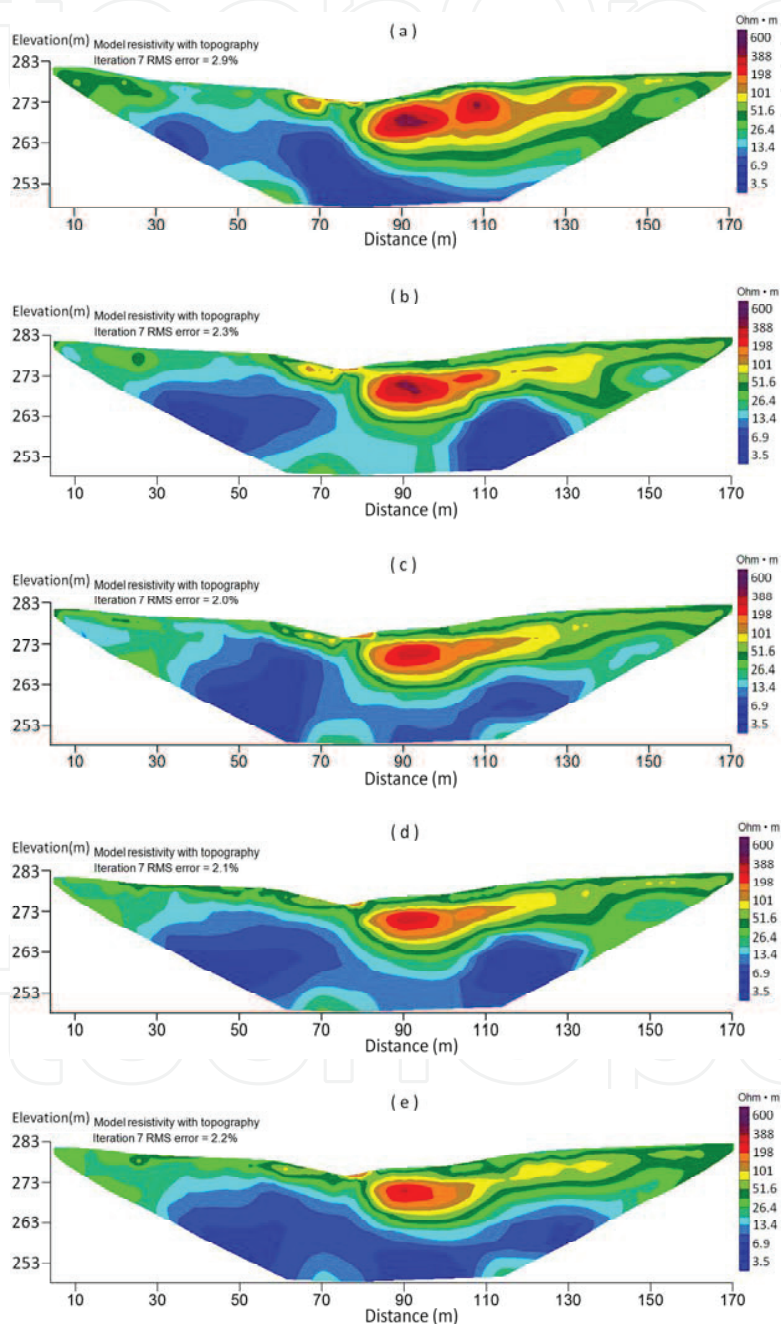 ( a )
Ohm • m
Elevation(m)
Model resistivity with topography
Iteration 7 RMS error = 2.9%
600
388
198
101
51.6
26.4
13.4
6.9
3.5
283
273
263
253
10 30 50 70 90 110 130 150 170
Distance (m)
( b )
Ohm • m
Elevation(m)
Model resistivity with topography
Iteration 7 RMS error = 2.3%
600
388
198
101
51.6
26.4
13.4
6.9
3.5
283
273
263
253
10 30 50 70 90 110 130 150 170
Distance (m)
( c )
Ohm • m
Elevation(m)
Model resistivity with topography
Iteration 7 RMS error = 2.0%
600
388
198
101
51.6
26.4
13.4
6.9
3.5
283
273
263
253
10 30 50 70 90 110 130 150 170
Distance (m)
( d )
Ohm • m
Elevation(m)
Model resistivity with topography
Iteration 7 RMS error = 2.1%
600
388
198
101
51.6
26.4
13.4
6.9
3.5
283
273
263
253
10 30 50 70 90 110 130 150 170
Distance (m)
( e )
Ohm • m
Elevation(m)
Model resistivity with topography
Iteration 7 RMS error = 2.2%
600
388
198
101
51.6
26.4
13.4
6.9
3.5
283
273
263
253
10 30 50 70 90 110 130 150 170
Distance (m)